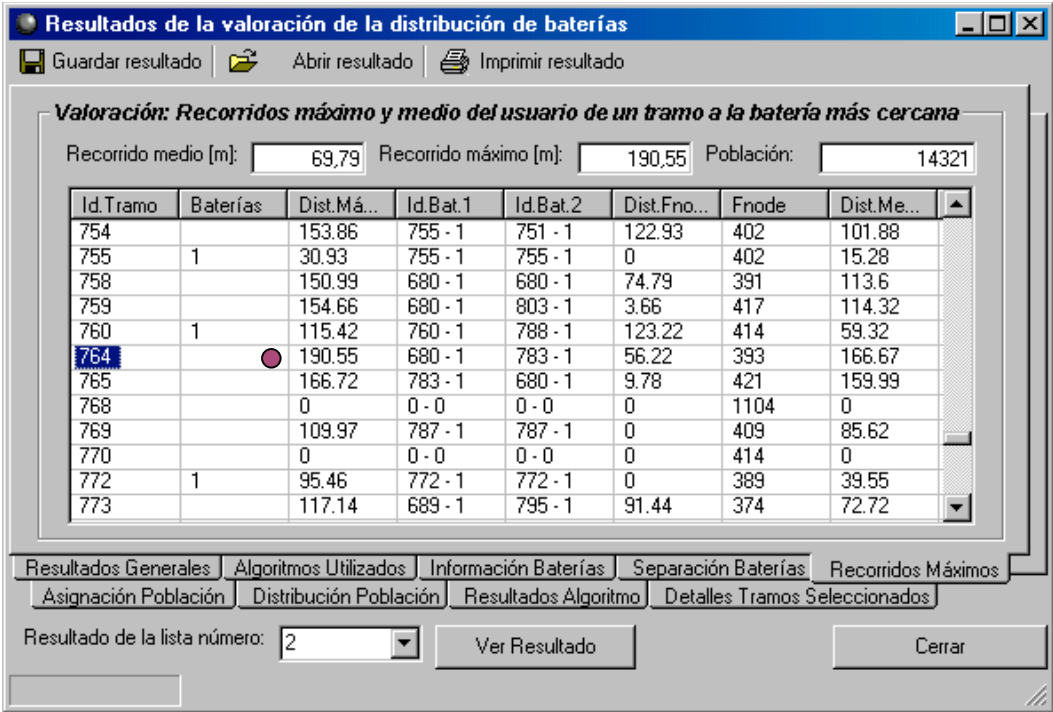 Resultados de la valoración de la distribución de baterías
Guardar resultado Abrir resultado Imprimir resultado
Valoración: Recorridos máximo y medio del usuario de un tramo a la batería más cercana
Recorrido medio [m]: 69,79 Recorrido máximo [m]: 190,55 Población: 14321
Id.Tramo Baterías Dist.Má... Id.Bat.1 Id.Bat.2 Dist.Fno... Fnode Dist.Me...
754 153.86 755 - 1 751 - 1 122.93 402 101.88
755 1 30.93 755 - 1 755 - 1 0 402 15.28
758 150.99 680 - 1 680 - 1 74.79 391 113.6
759 154.66 680 - 1 803 - 1 3.66 417 114.32
760 1 115.42 760 - 1 788 - 1 123.22 414 59.32
764 190.55 680 - 1 783 - 1 56.22 393 166.67
765 166.72 783 - 1 680 - 1 9.78 421 159.99
768 0 0 - 0 0 - 0 0 1104 0
769 109.97 787 - 1 787 - 1 0 409 85.62
770 0 0 - 0 0 - 0 0 414 0
772 1 95.46 772 - 1 772 - 1 0 389 39.55
773 117.14 689 - 1 795 - 1 91.44 374 72.72
Resultados Generales Algoritmos Utilizados Información Baterías Separación Baterías Recorridos Máximos
Asignación Población Distribución Población Resultados Algoritmo Detalles Tramos Seleccionados
Resultado de la lista número: 2 Ver Resultado Cerrar